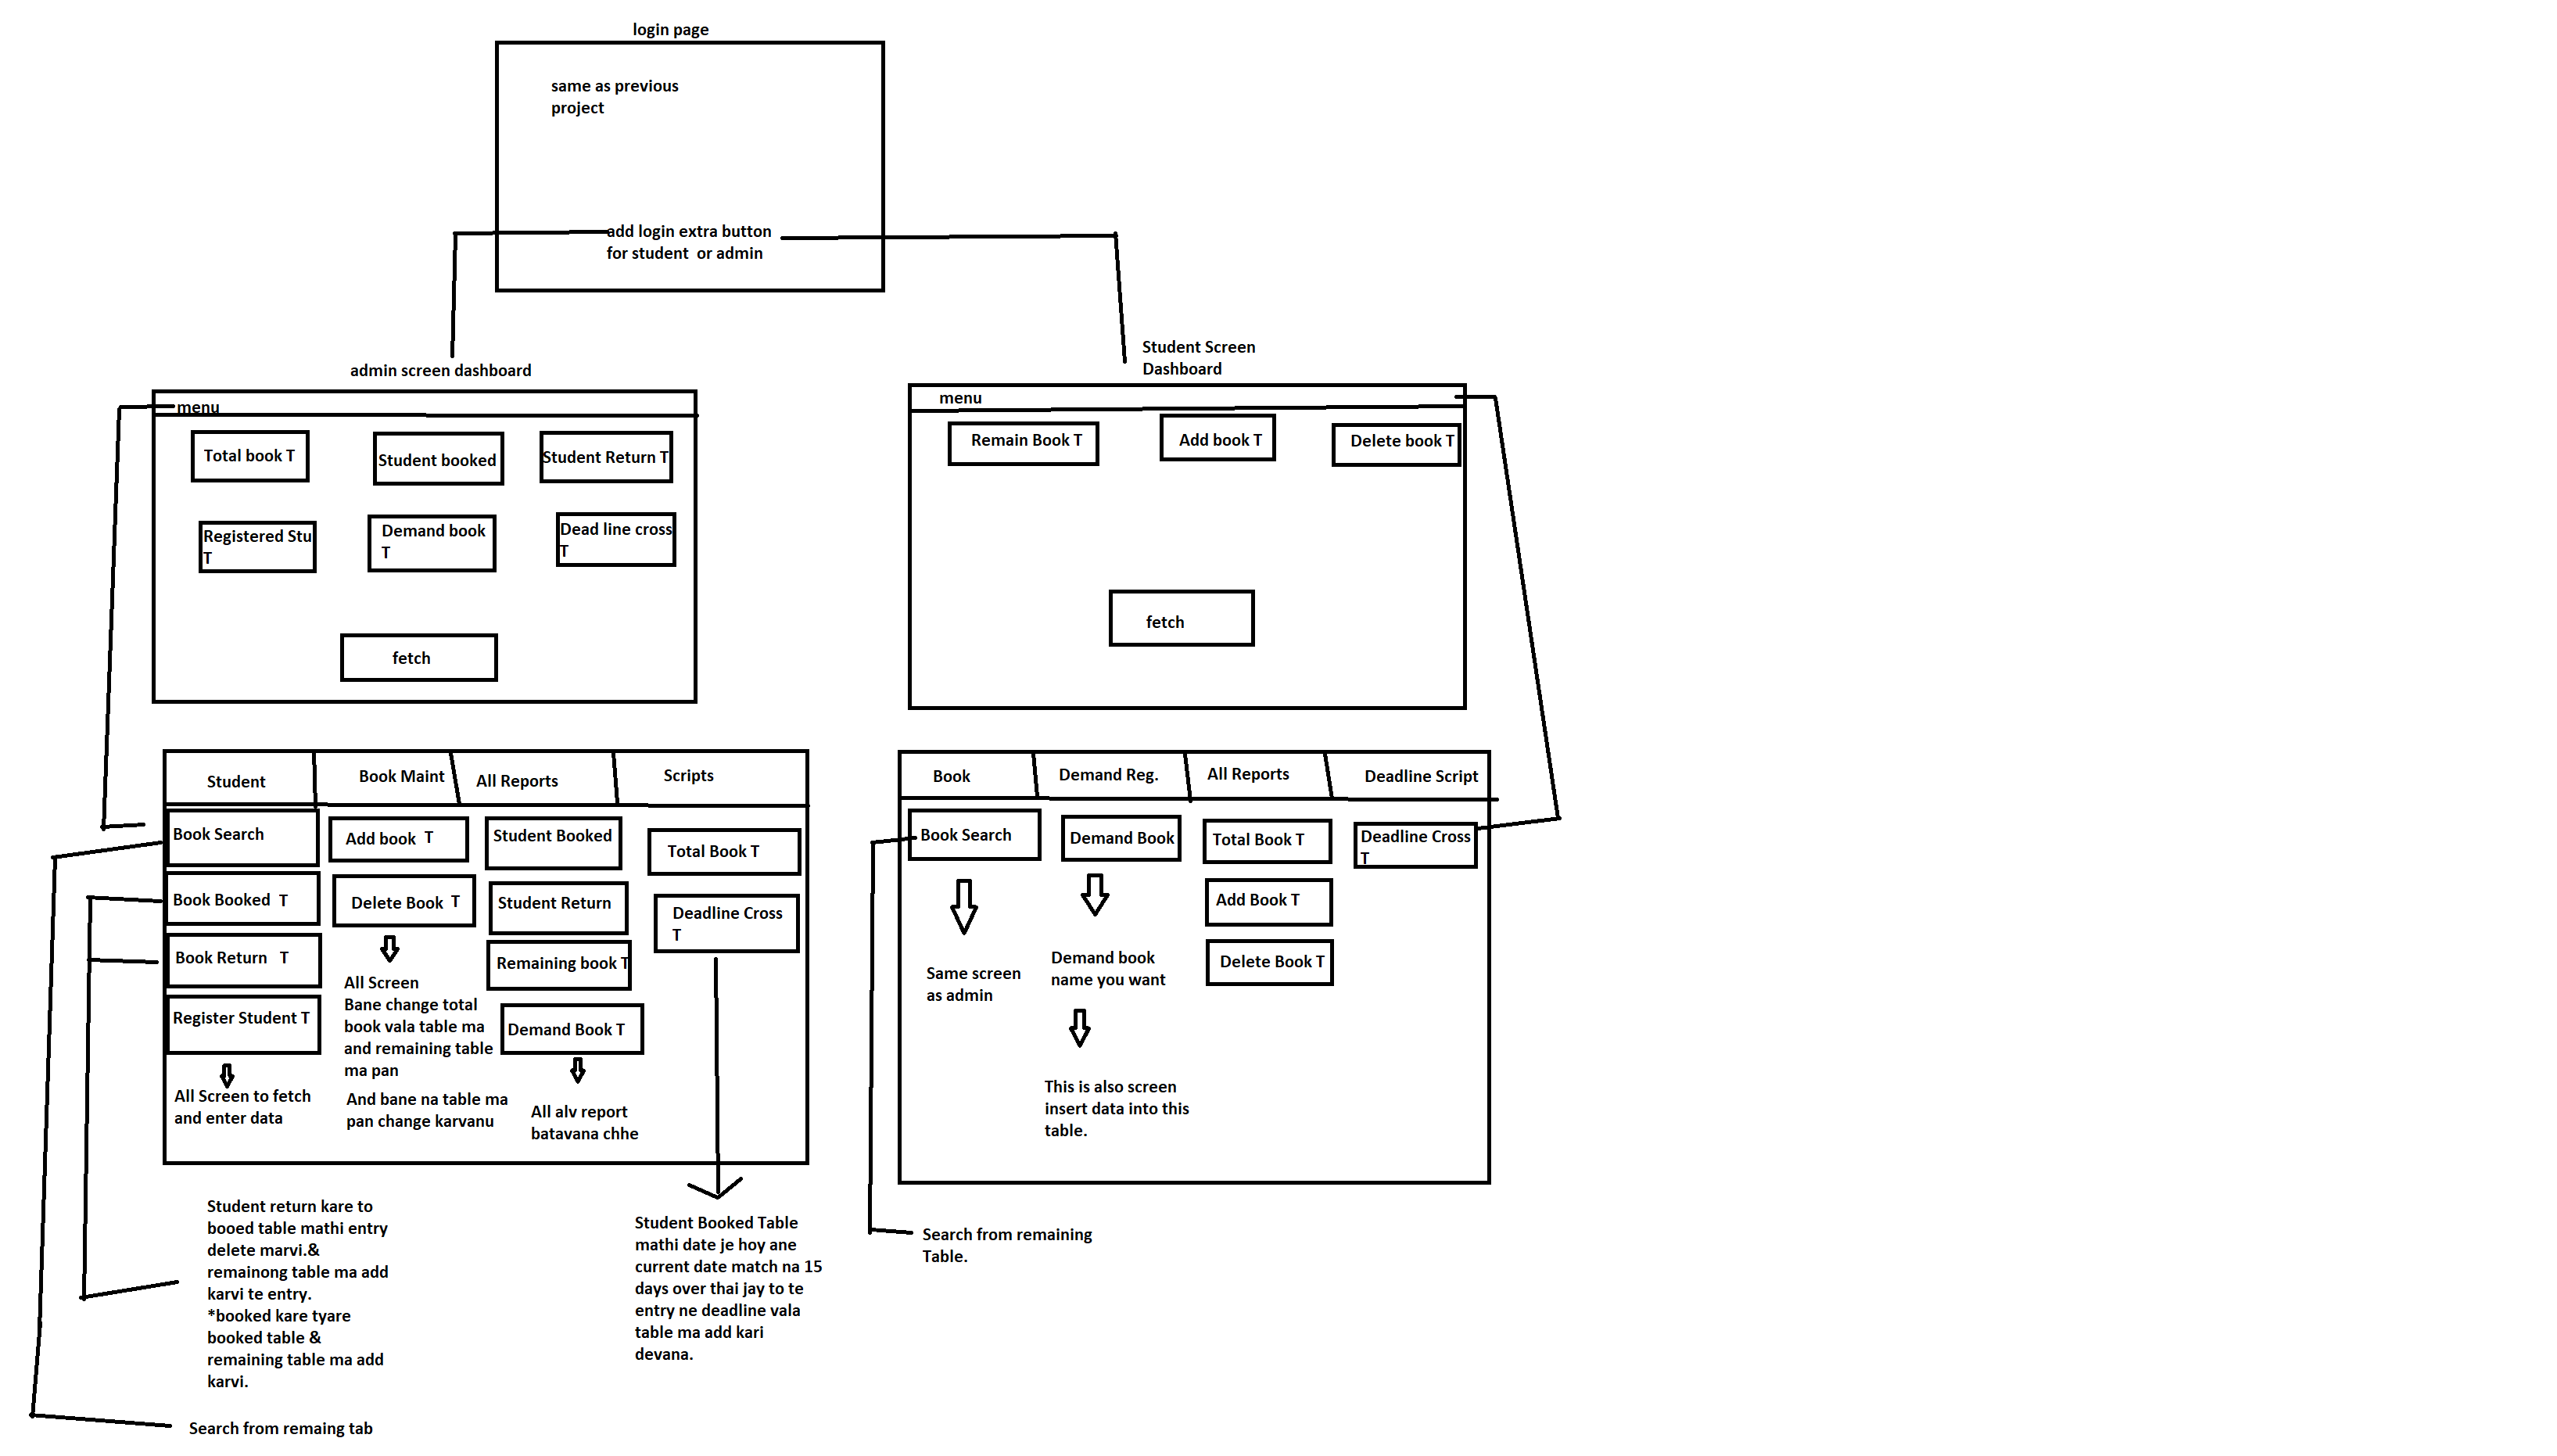 login page
same as previous
project
add login extra button
for student  or admin
admin screen dashboard
menu
Total book T
Student booked
Student Return T
Registered Stu
T
Demand book
T
Dead line cross
T
fetch
Student Screen
Dashboard
menu
Remain Book T
Add book T
Delete book T
fetch
Student
Book Maint
All Reports
Scripts
Book Search
Book Booked  T
Book Return   T
Register Student T
All Screen to fetch
and enter data
Add book  T
Delete Book  T
All Screen
Bane change total
book vala table ma
and remaining table
ma pan
And bane na table ma
pan change karvanu
Student Booked
Student Return
Remaining book T
Demand Book T
All alv report
batavana chhe
Total Book T
Deadline Cross
T
Student return kare to
booed table mathi entry
delete marvi.&
remainong table ma add
karvi te entry.
*booked kare tyare
booked table &
remaining table ma add
karvi.
Search from remaing tab
Student Booked Table
mathi date je hoy ane
current date match na 15
days over thai jay to te
entry ne deadline vala
table ma add kari
devana.
Book
Demand Reg.
All Reports
Deadline Script
Book Search
Same screen
as admin
Demand Book
Demand book
name you want
This is also screen
insert data into this
table.
Total Book T
Add Book T
Delete Book T
Deadline Cross
T
Search from remaining
Table.